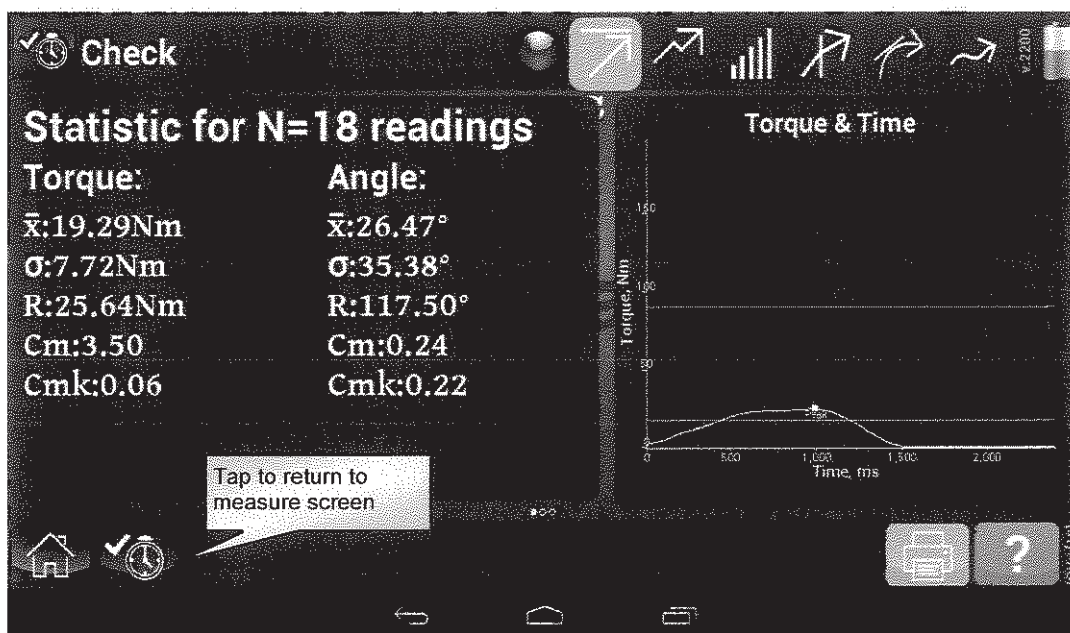 Check
v:2200
Statistic for N=18 readings
Torque:
Angle:
x̄:19.29Nm
x̄:26.47°
σ:7.72Nm
σ:35.38°
R:25.64Nm
R:117.50°
Cm:3.50
Cm:0.24
Cmk:0.06
Cmk:0.22
Torque & Time
150
100
50
0
Torque, Nm
0
500
1,000
1,500
2,000
Time, ms
Tap to return to
measure screen
?